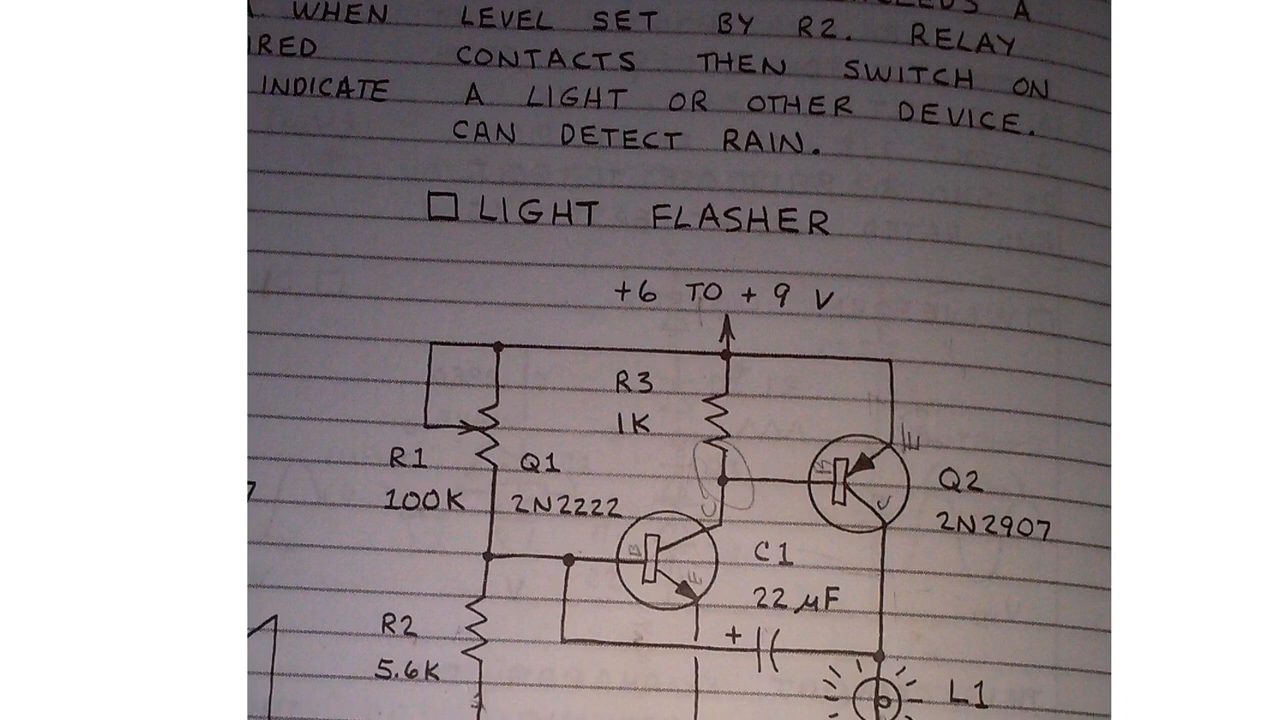 A
WHEN LEVEL SET BY R2. RELAY
CONTACTS THEN SWITCH ON
INDICATE A LIGHT OR OTHER DEVICE.
CAN DETECT RAIN.
LIGHT FLASHER
+6 TO +9 V
R3
1K
E
R1 Q1 B Q2
100K 2N2222 C C 2N2907
B C1
E 22 µF
R2 +
5.6K L1